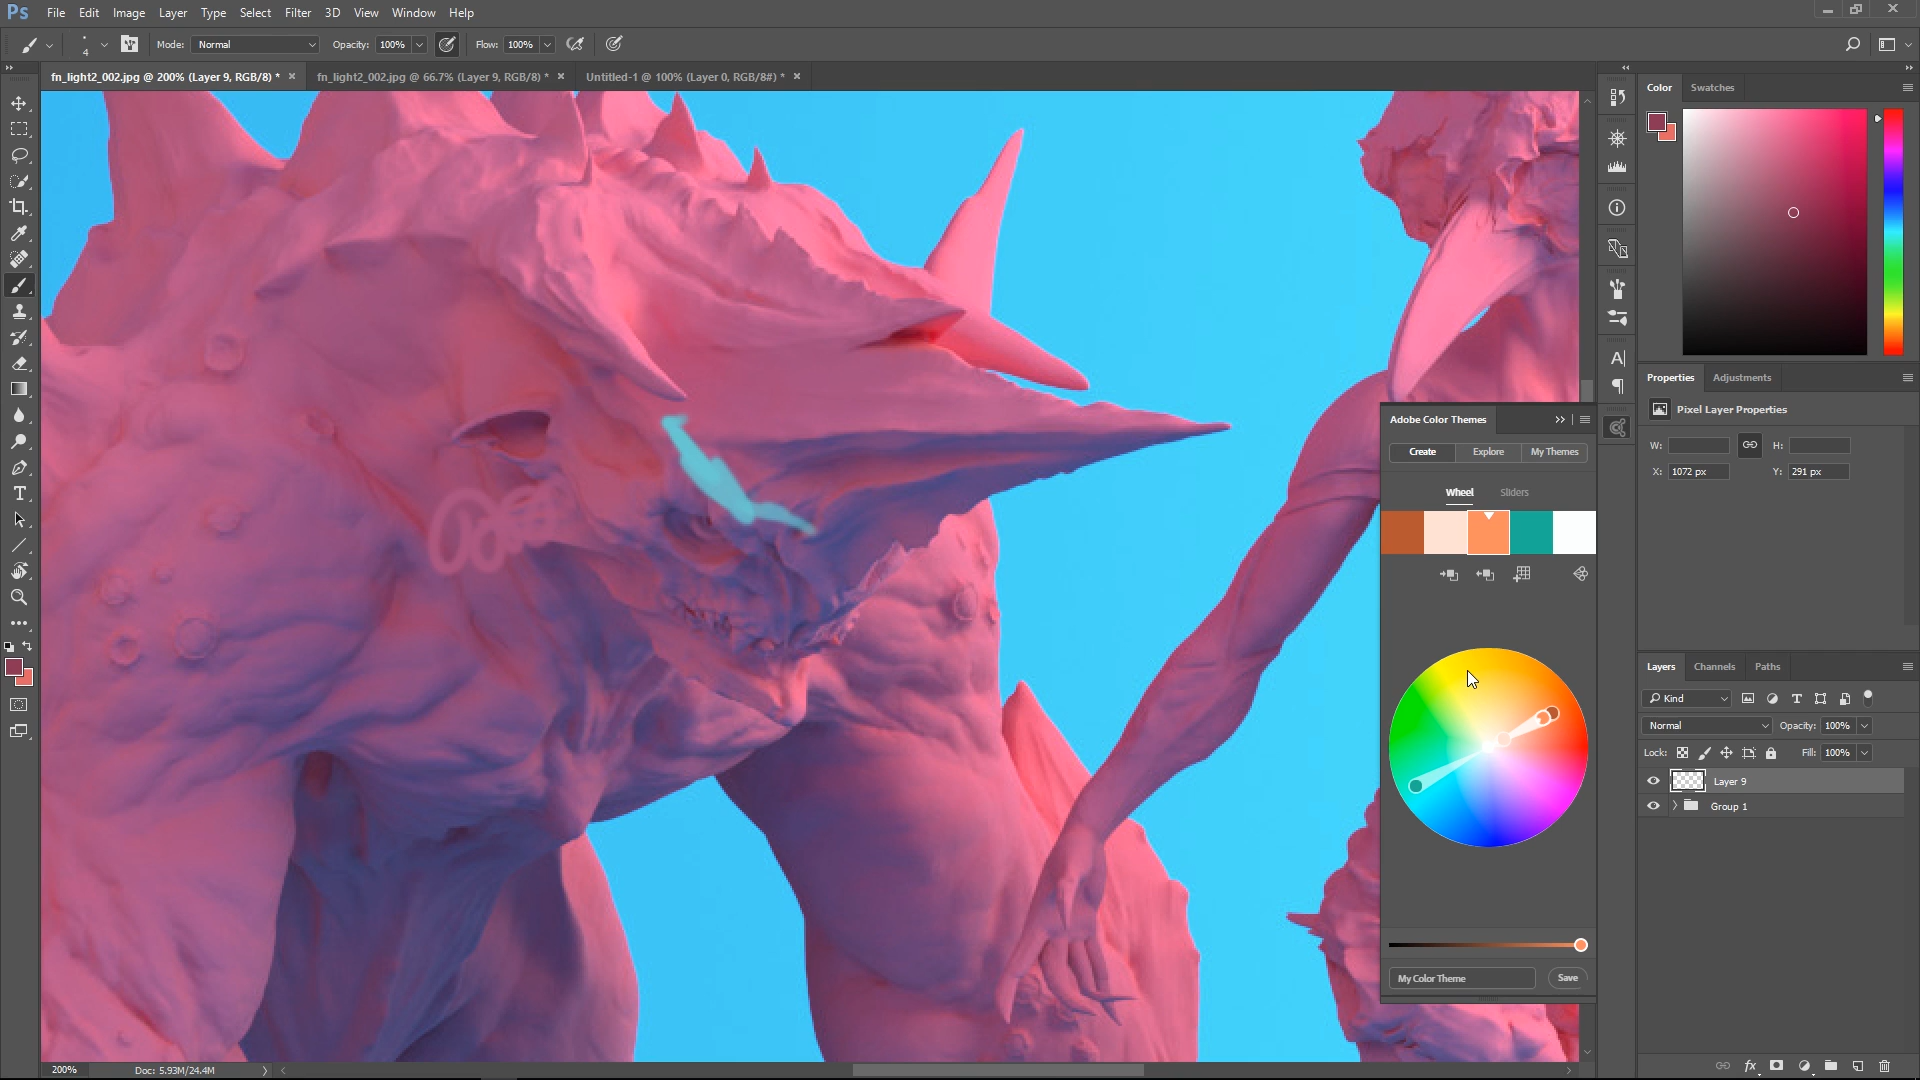 Ps File Edit Image Layer Type Select Filter 3D View Window Help
4 Mode: Normal Opacity: 100% Flow: 100%
fn_light2_002.jpg @ 200% (Layer 9, RGB/8) * × fn_light2_002.jpg @ 66.7% (Layer 9, RGB/8) * × Untitled-1 @ 100% (Layer 0, RGB/8#) * ×
Color Swatches
Properties Adjustments
Pixel Layer Properties
W: H:
X: 1072 px Y: 291 px
Adobe Color Themes
Create Explore My Themes
Wheel Sliders
My Color Theme Save
Layers Channels Paths
Kind
Normal Opacity: 100%
Lock: Fill: 100%
Layer 9
Group 1
200% Doc: 5.93M/24.4M